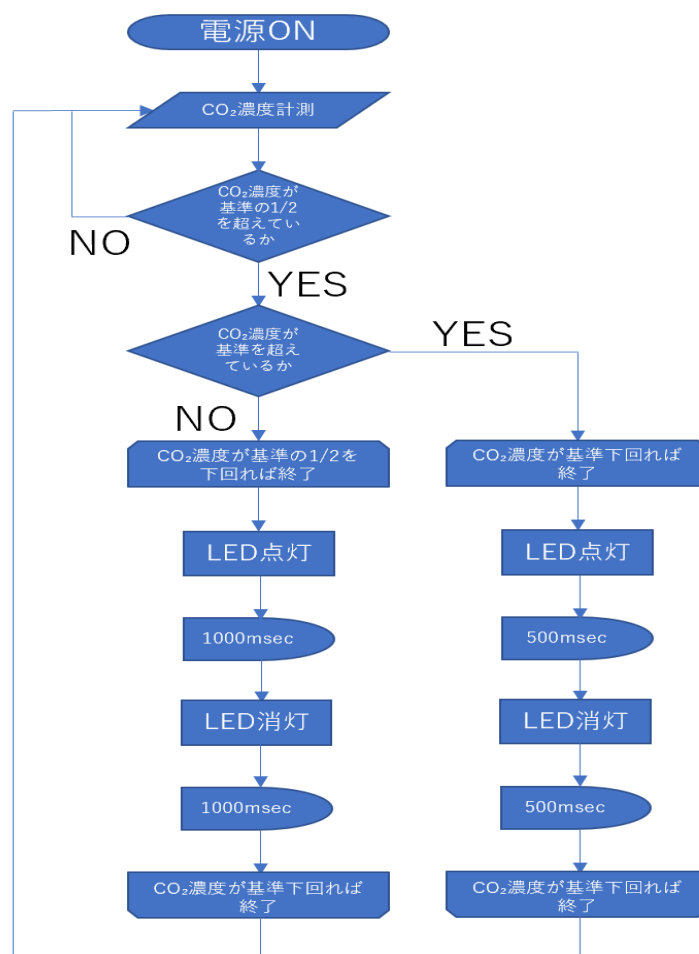 電源ON
CO₂濃度計測
CO₂濃度が
基準の1/2
を超えてい
るか
NO
YES
CO₂濃度が
基準を超え
ているか
YES
NO
CO₂濃度が基準の1/2を
下回れば終了
LED点灯
1000msec
LED消灯
1000msec
CO₂濃度が基準下回れば
終了
CO₂濃度が基準下回れば
終了
LED点灯
500msec
LED消灯
500msec
CO₂濃度が基準下回れば
終了